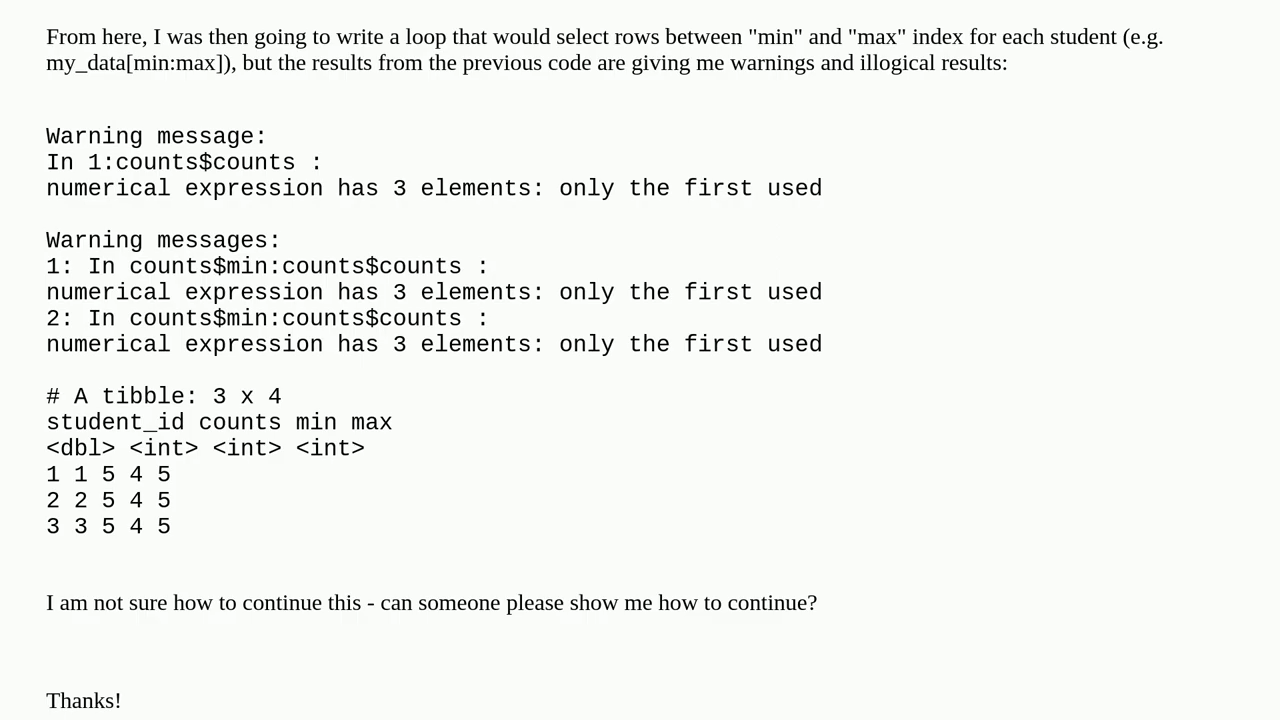 From here, I was then going to write a loop that would select rows between "min" and "max" index for each student (e.g.
my_data[min:max]), but the results from the previous code are giving me warnings and illogical results:
Warning message:
In 1:counts$counts :
numerical expression has 3 elements: only the first used
Warning messages:
1: In counts$min:counts$counts :
numerical expression has 3 elements: only the first used
2: In counts$min:counts$counts :
numerical expression has 3 elements: only the first used
# A tibble: 3 x 4
student_id counts min max
<dbl> <int> <int> <int>
1 1 5 4 5
2 2 5 4 5
3 3 5 4 5
I am not sure how to continue this - can someone please show me how to continue?
Thanks!